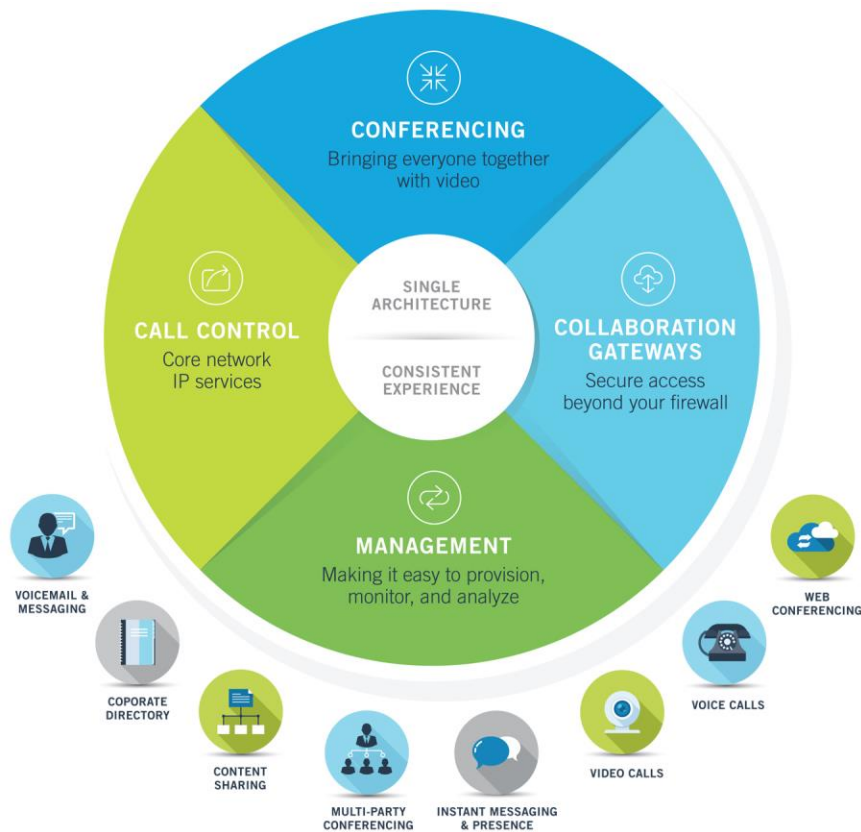 CONFERENCING
Bringing everyone together
with video
CALL CONTROL
Core network
IP services
SINGLE
ARCHITECTURE
CONSISTENT
EXPERIENCE
COLLABORATION
GATEWAYS
Secure access
beyond your firewall
MANAGEMENT
Making it easy to provision,
monitor, and analyze
VOICEMAIL &
MESSAGING
COPORATE
DIRECTORY
CONTENT
SHARING
MULTI-PARTY
CONFERENCING
INSTANT MESSAGING
& PRESENCE
VIDEO CALLS
VOICE CALLS
WEB
CONFERENCING